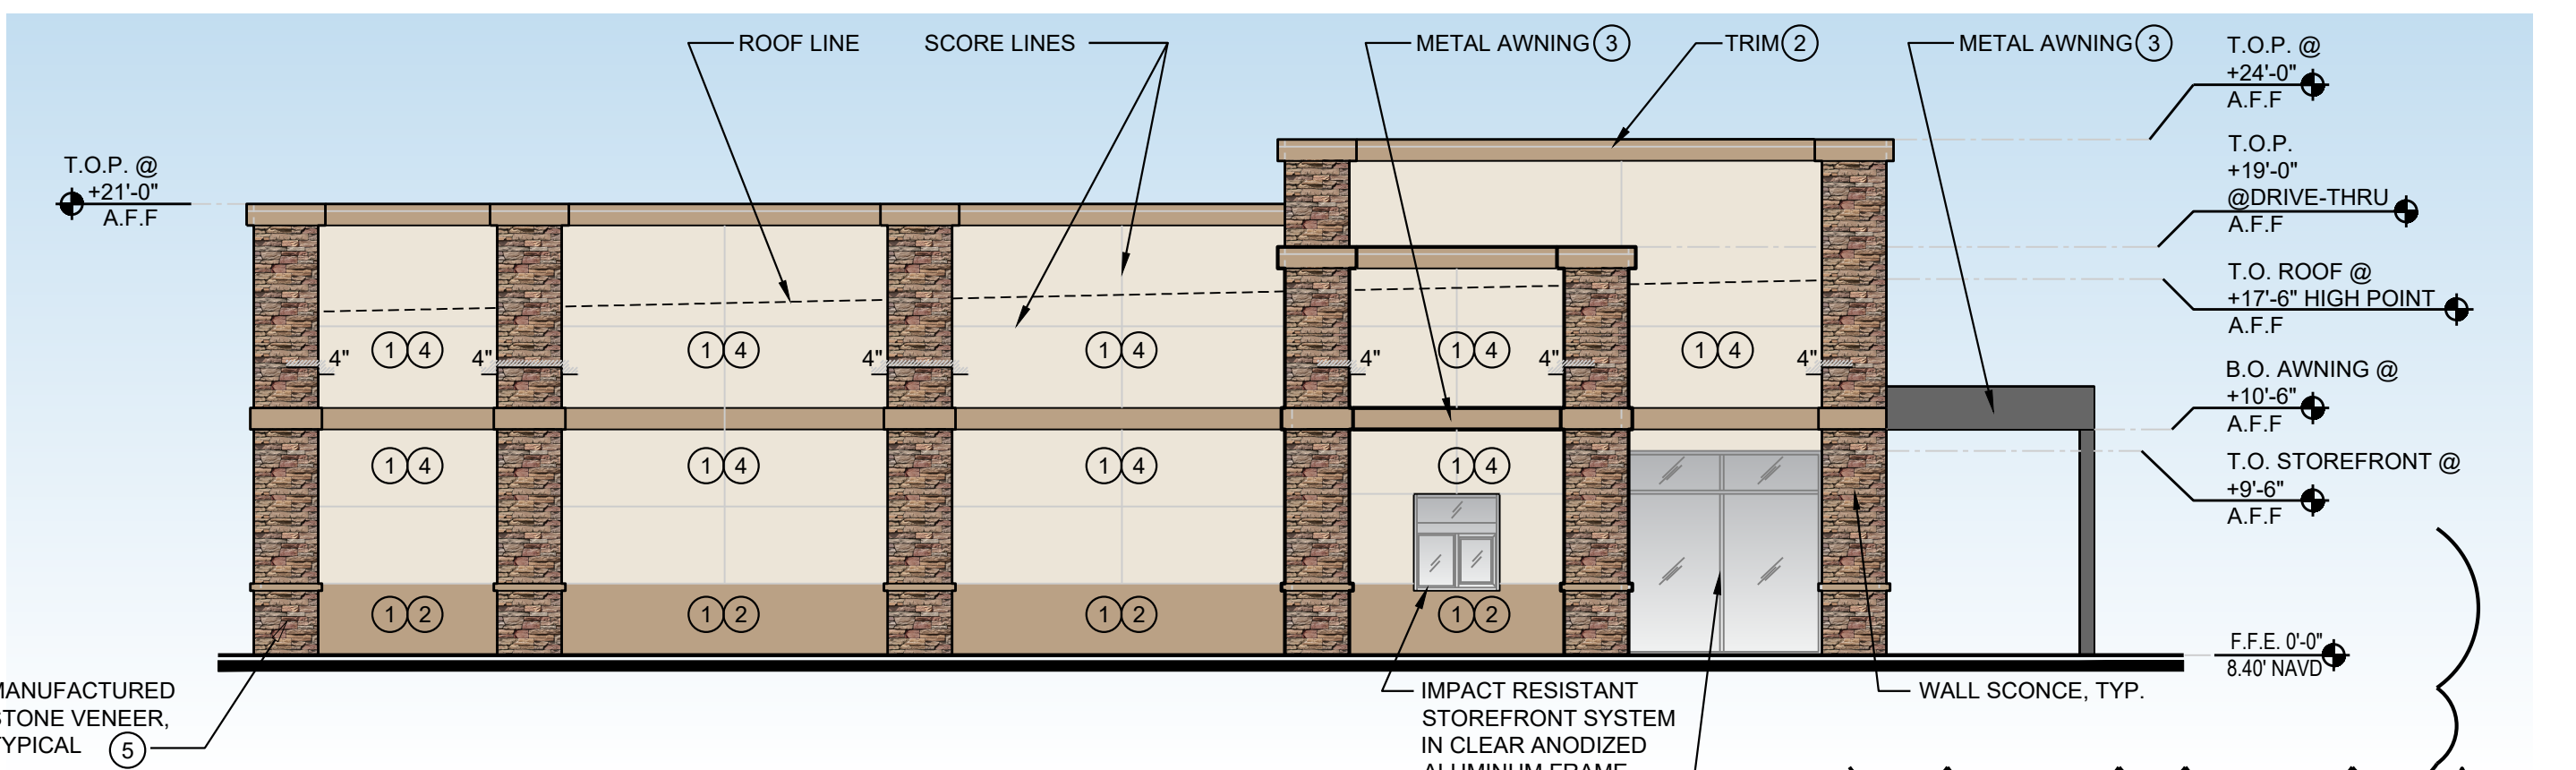 ROOF LINE
SCORE LINES
METAL AWNING 3
TRIM 2
METAL AWNING 3
T.O.P. @
+24'-0"
A.F.F
T.O.P.
+19'-0"
@DRIVE-THRU
A.F.F
T.O. ROOF @
+17'-6" HIGH POINT
A.F.F
B.O. AWNING @
+10'-6"
A.F.F
T.O. STOREFRONT @
+9'-6"
A.F.F
F.F.E. 0'-0"
8.40' NAVD
T.O.P. @
+21'-0"
A.F.F
1 4
1 4
1 4
1 4
1 4
4"
4"
4"
4"
4"
4"
1 4
1 4
1 4
1 4
1 2
1 2
1 2
1 2
MANUFACTURED
STONE VENEER,
TYPICAL 5
IMPACT RESISTANT
STOREFRONT SYSTEM
IN CLEAR ANODIZED
ALUMINUM FRAME
WALL SCONCE, TYP.